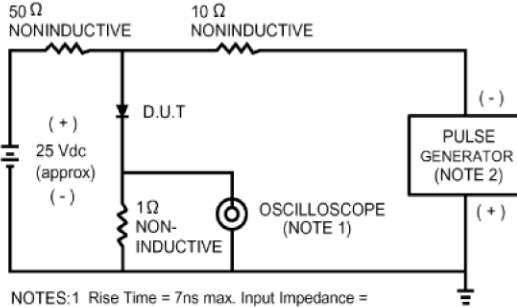 50 Ω
NONINDUCTIVE
10 Ω
NONINDUCTIVE
(+)
25 Vdc
(approx)
(-)
D.U.T
1Ω
NON-
INDUCTIVE
OSCILLOSCOPE
(NOTE 1)
(-)
PULSE
GENERATOR
(NOTE 2)
(+)
NOTES:1 Rise Time = 7ns max. Input Impedance =